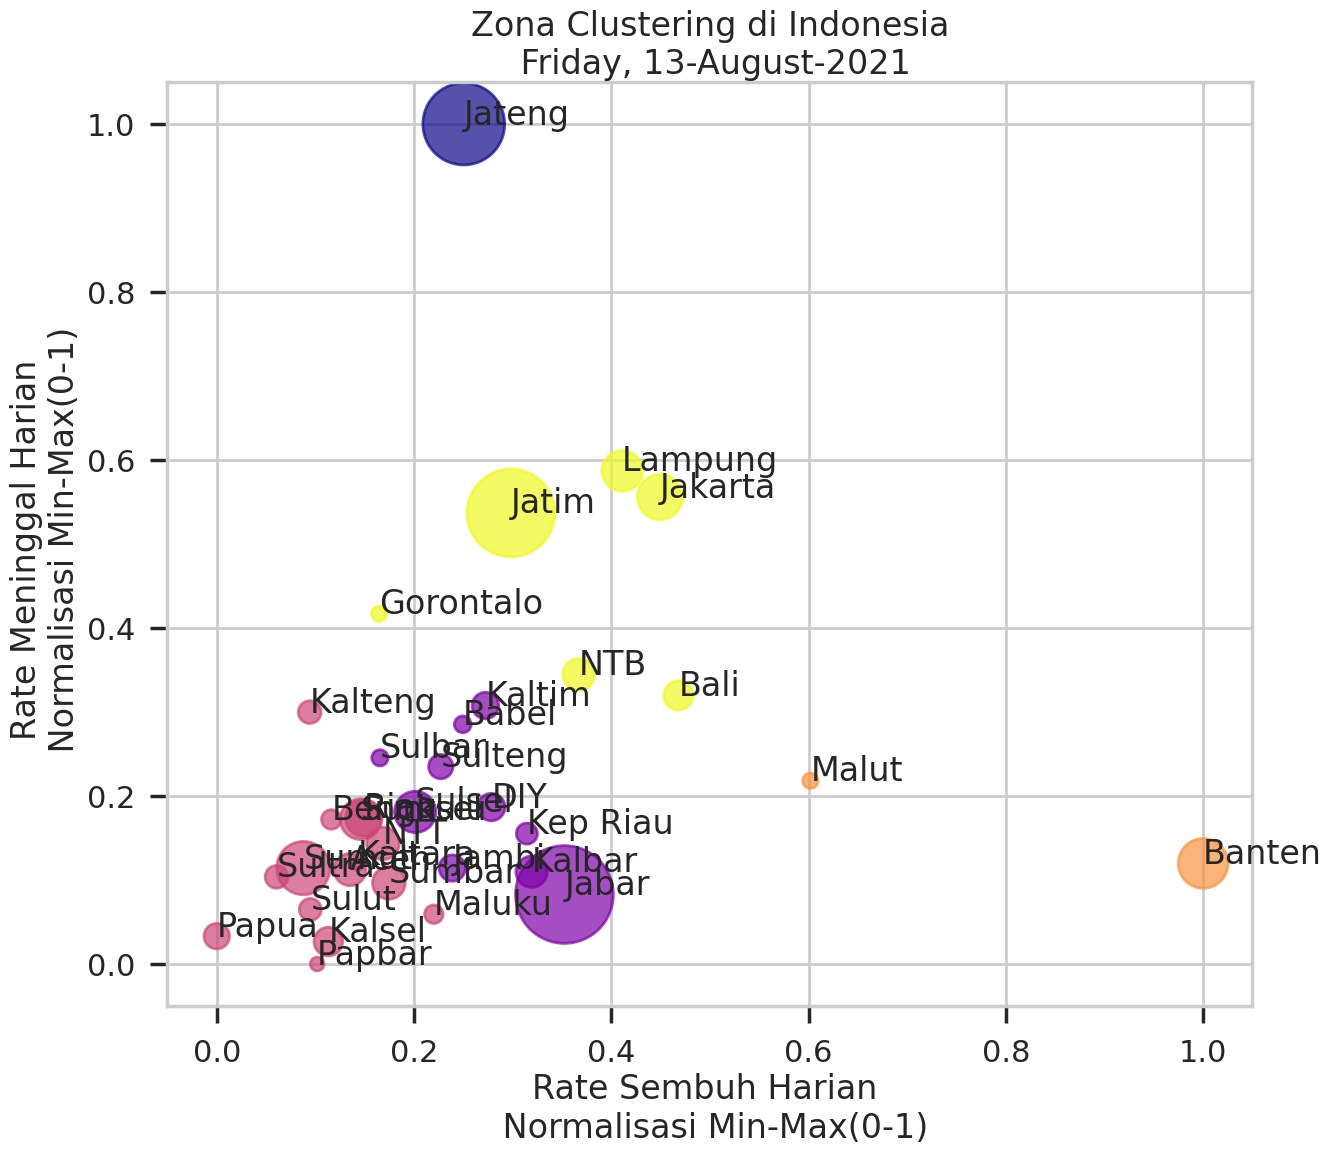 Zona Clustering di Indonesia
Friday, 13-August-2021
Rate Meninggal Harian
Normalisasi Min-Max(0-1)
1.0
0.8
0.6
0.4
0.2
0.0
Jateng
Lampung
Jakarta
Jatim
Gorontalo
NTB
Bali
Kaltim
Kalteng
Babel
Sulbar
Sulteng
Malut
DIY
Sulsel
Riau
Kep Riau
NTT
Kaltara
Aceh
Jambi
Kalbar
Banten
Sultra
Sumbar
Jabar
Sulut
Maluku
Papua
Kalsel
Papbar
0.0
0.2
0.4
0.6
0.8
1.0
Rate Sembuh Harian
Normalisasi Min-Max(0-1)